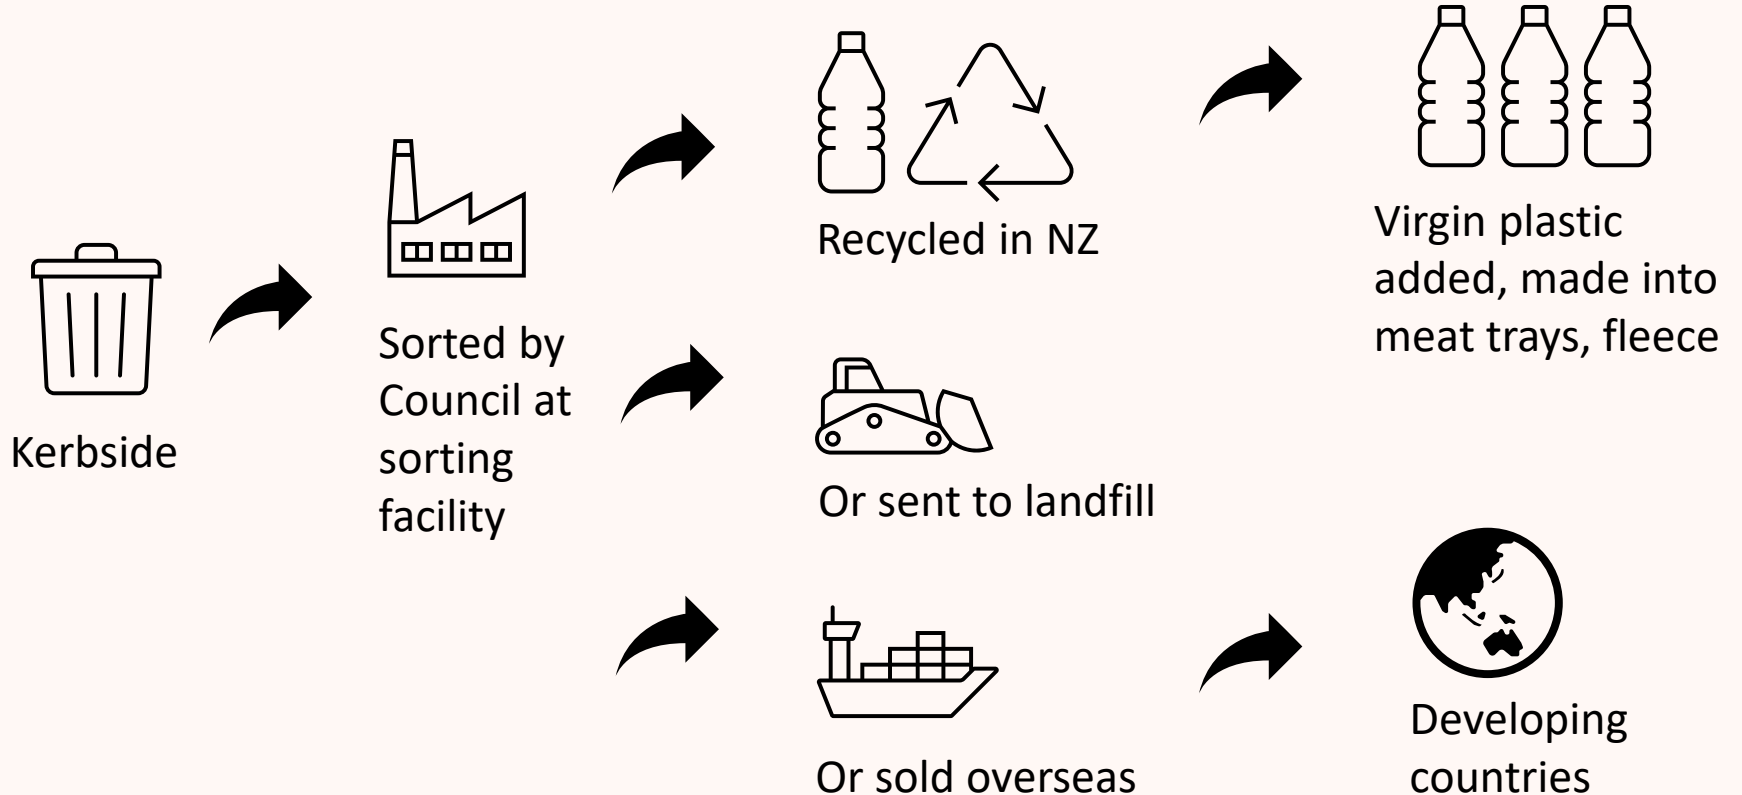 Kerbside
Sorted by
Council at
sorting
facility
Recycled in NZ
Virgin plastic
added, made into
meat trays, fleece
Or sent to landfill
Or sold overseas
Developing
countries